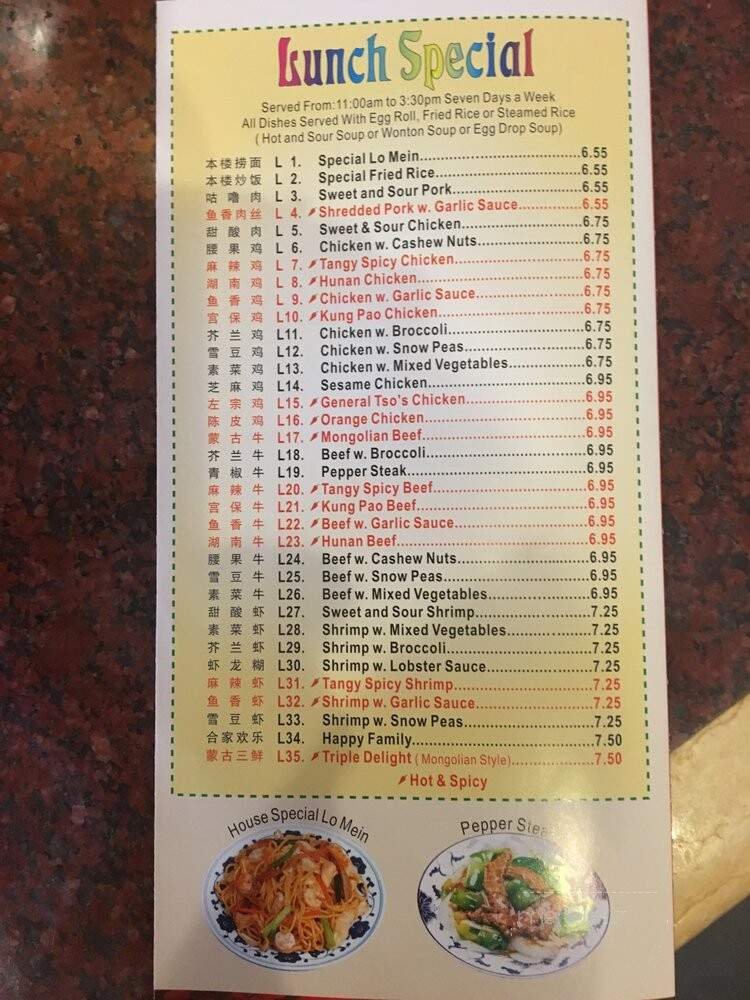 Lunch Special
Served From:11:00am to 3:30pm Seven Days a Week
All Dishes Served With Egg Roll, Fried Rice or Steamed Rice
( Hot and Sour Soup or Wonton Soup or Egg Drop Soup)
本楼捞面 L 1. Special Lo Mein 6.55
本楼炒饭 L 2. Special Fried Rice 6.55
咕噜肉 L 3. Sweet and Sour Pork 6.55
鱼香肉丝 L 4. Shredded Pork w. Garlic Sauce 6.55
甜酸肉 L 5. Sweet & Sour Chicken 6.75
腰果鸡 L 6. Chicken w. Cashew Nuts 6.75
麻辣鸡 L 7. Tangy Spicy Chicken 6.75
湖南鸡 L 8. Hunan Chicken 6.75
鱼香鸡 L 9. Chicken w. Garlic Sauce 6.75
宫保鸡 L10. Kung Pao Chicken 6.75
芥兰鸡 L11. Chicken w. Broccoli 6.75
雪豆鸡 L12. Chicken w. Snow Peas 6.75
素菜鸡 L13. Chicken w. Mixed Vegetables 6.75
芝麻鸡 L14. Sesame Chicken 6.95
左宗鸡 L15. General Tso's Chicken 6.95
陈皮鸡 L16. Orange Chicken 6.95
蒙古牛 L17. Mongolian Beef 6.95
芥兰牛 L18. Beef w. Broccoli 6.95
青椒牛 L19. Pepper Steak 6.95
麻辣牛 L20. Tangy Spicy Beef 6.95
宫保牛 L21. Kung Pao Beef 6.95
鱼香牛 L22. Beef w. Garlic Sauce 6.95
湖南牛 L23. Hunan Beef 6.95
腰果牛 L24. Beef w. Cashew Nuts 6.95
雪豆牛 L25. Beef w. Snow Peas 6.95
素菜牛 L26. Beef w. Mixed Vegetables 6.95
甜酸虾 L27. Sweet and Sour Shrimp 7.25
素菜虾 L28. Shrimp w. Mixed Vegetables 7.25
芥兰虾 L29. Shrimp w. Broccoli 7.25
虾龙糊 L30. Shrimp w. Lobster Sauce 7.25
麻辣虾 L31. Tangy Spicy Shrimp 7.25
鱼香虾 L32. Shrimp w. Garlic Sauce 7.25
雪豆虾 L33. Shrimp w. Snow Peas 7.25
合家欢乐 L34. Happy Family 7.50
蒙古三鲜 L35. Triple Delight ( Mongolian Style) 7.50
Hot & Spicy
House Special Lo Mein
Pepper